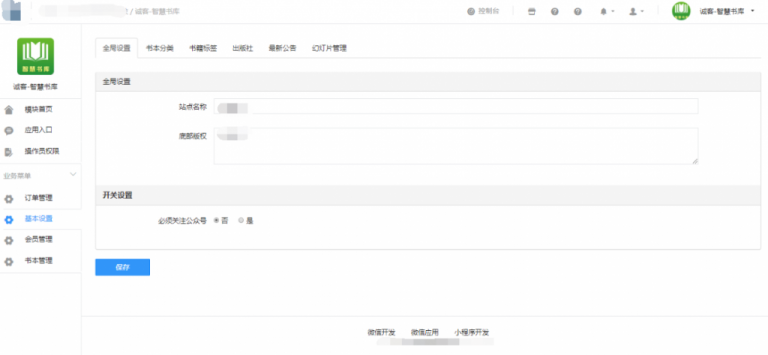 / 诚客-智慧书库
控制台
诚客-智慧书库
智慧书库
诚客-智慧书库
模块首页
应用入口
操作员权限
业务菜单
订单管理
基本设置
会员管理
书本管理
全局设置 书本分类 书籍标签 出版社 最新公告 幻灯片管理
全局设置
站点名称
底部版权
开关设置
必须关注公众号 否 是
保存
微信开发 微信应用 小程序开发